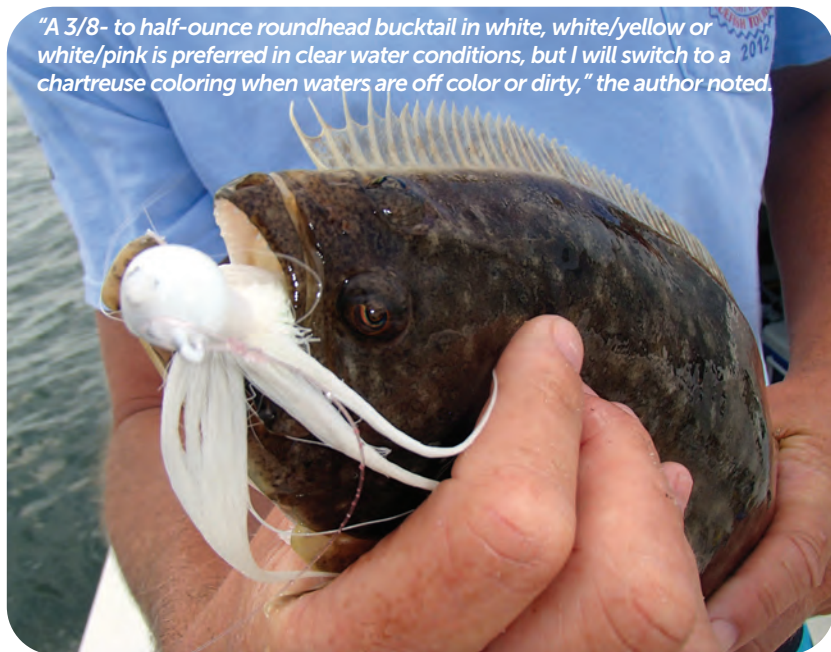 "A 3/8- to half-ounce roundhead bucktail in white, white/yellow or
white/pink is preferred in clear water conditions, but I will switch to a
chartreuse coloring when waters are off color or dirty," the author noted.
2012